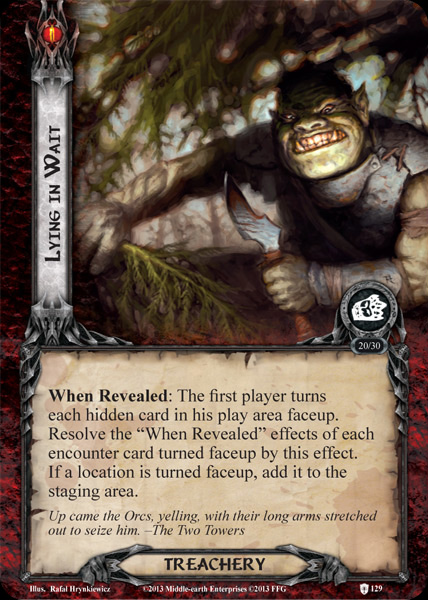 LYING IN WAIT
20/30
When Revealed: The first player turns
each hidden card in his play area faceup.
Resolve the “When Revealed” effects of each
encounter card turned faceup by this effect.
If a location is turned faceup, add it to the
staging area.
Up came the Orcs, yelling, with their long arms stretched
out to seize him. –The Two Towers
TREACHERY
Illus. Rafal Hrynkiewicz ©2013 Middle-earth Enterprises ©2013 FFG 129